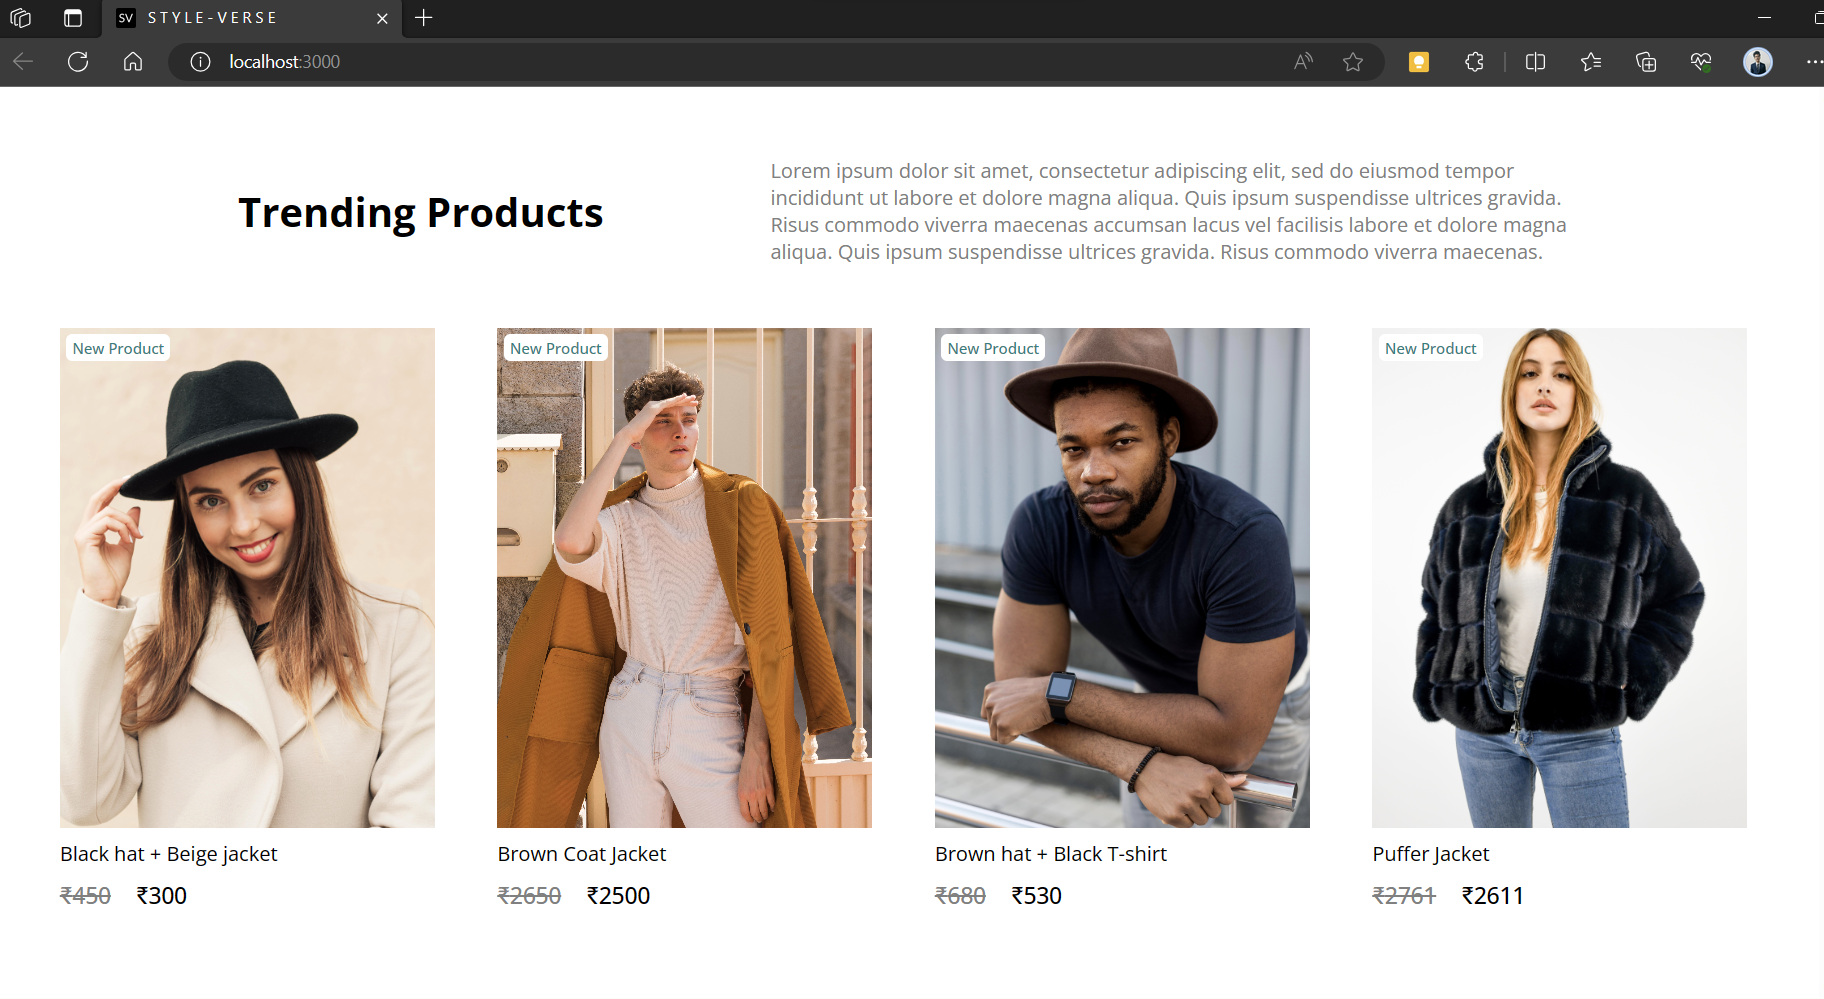 SV STYLE-VERSE
localhost:3000
Trending Products
Lorem ipsum dolor sit amet, consectetur adipiscing elit, sed do eiusmod tempor
incididunt ut labore et dolore magna aliqua. Quis ipsum suspendisse ultrices gravida.
Risus commodo viverra maecenas accumsan lacus vel facilisis labore et dolore magna
aliqua. Quis ipsum suspendisse ultrices gravida. Risus commodo viverra maecenas.
New Product
Black hat + Beige jacket
₹450 ₹300
New Product
Brown Coat Jacket
₹2650 ₹2500
New Product
Brown hat + Black T-shirt
₹680 ₹530
New Product
Puffer Jacket
₹2761 ₹2611